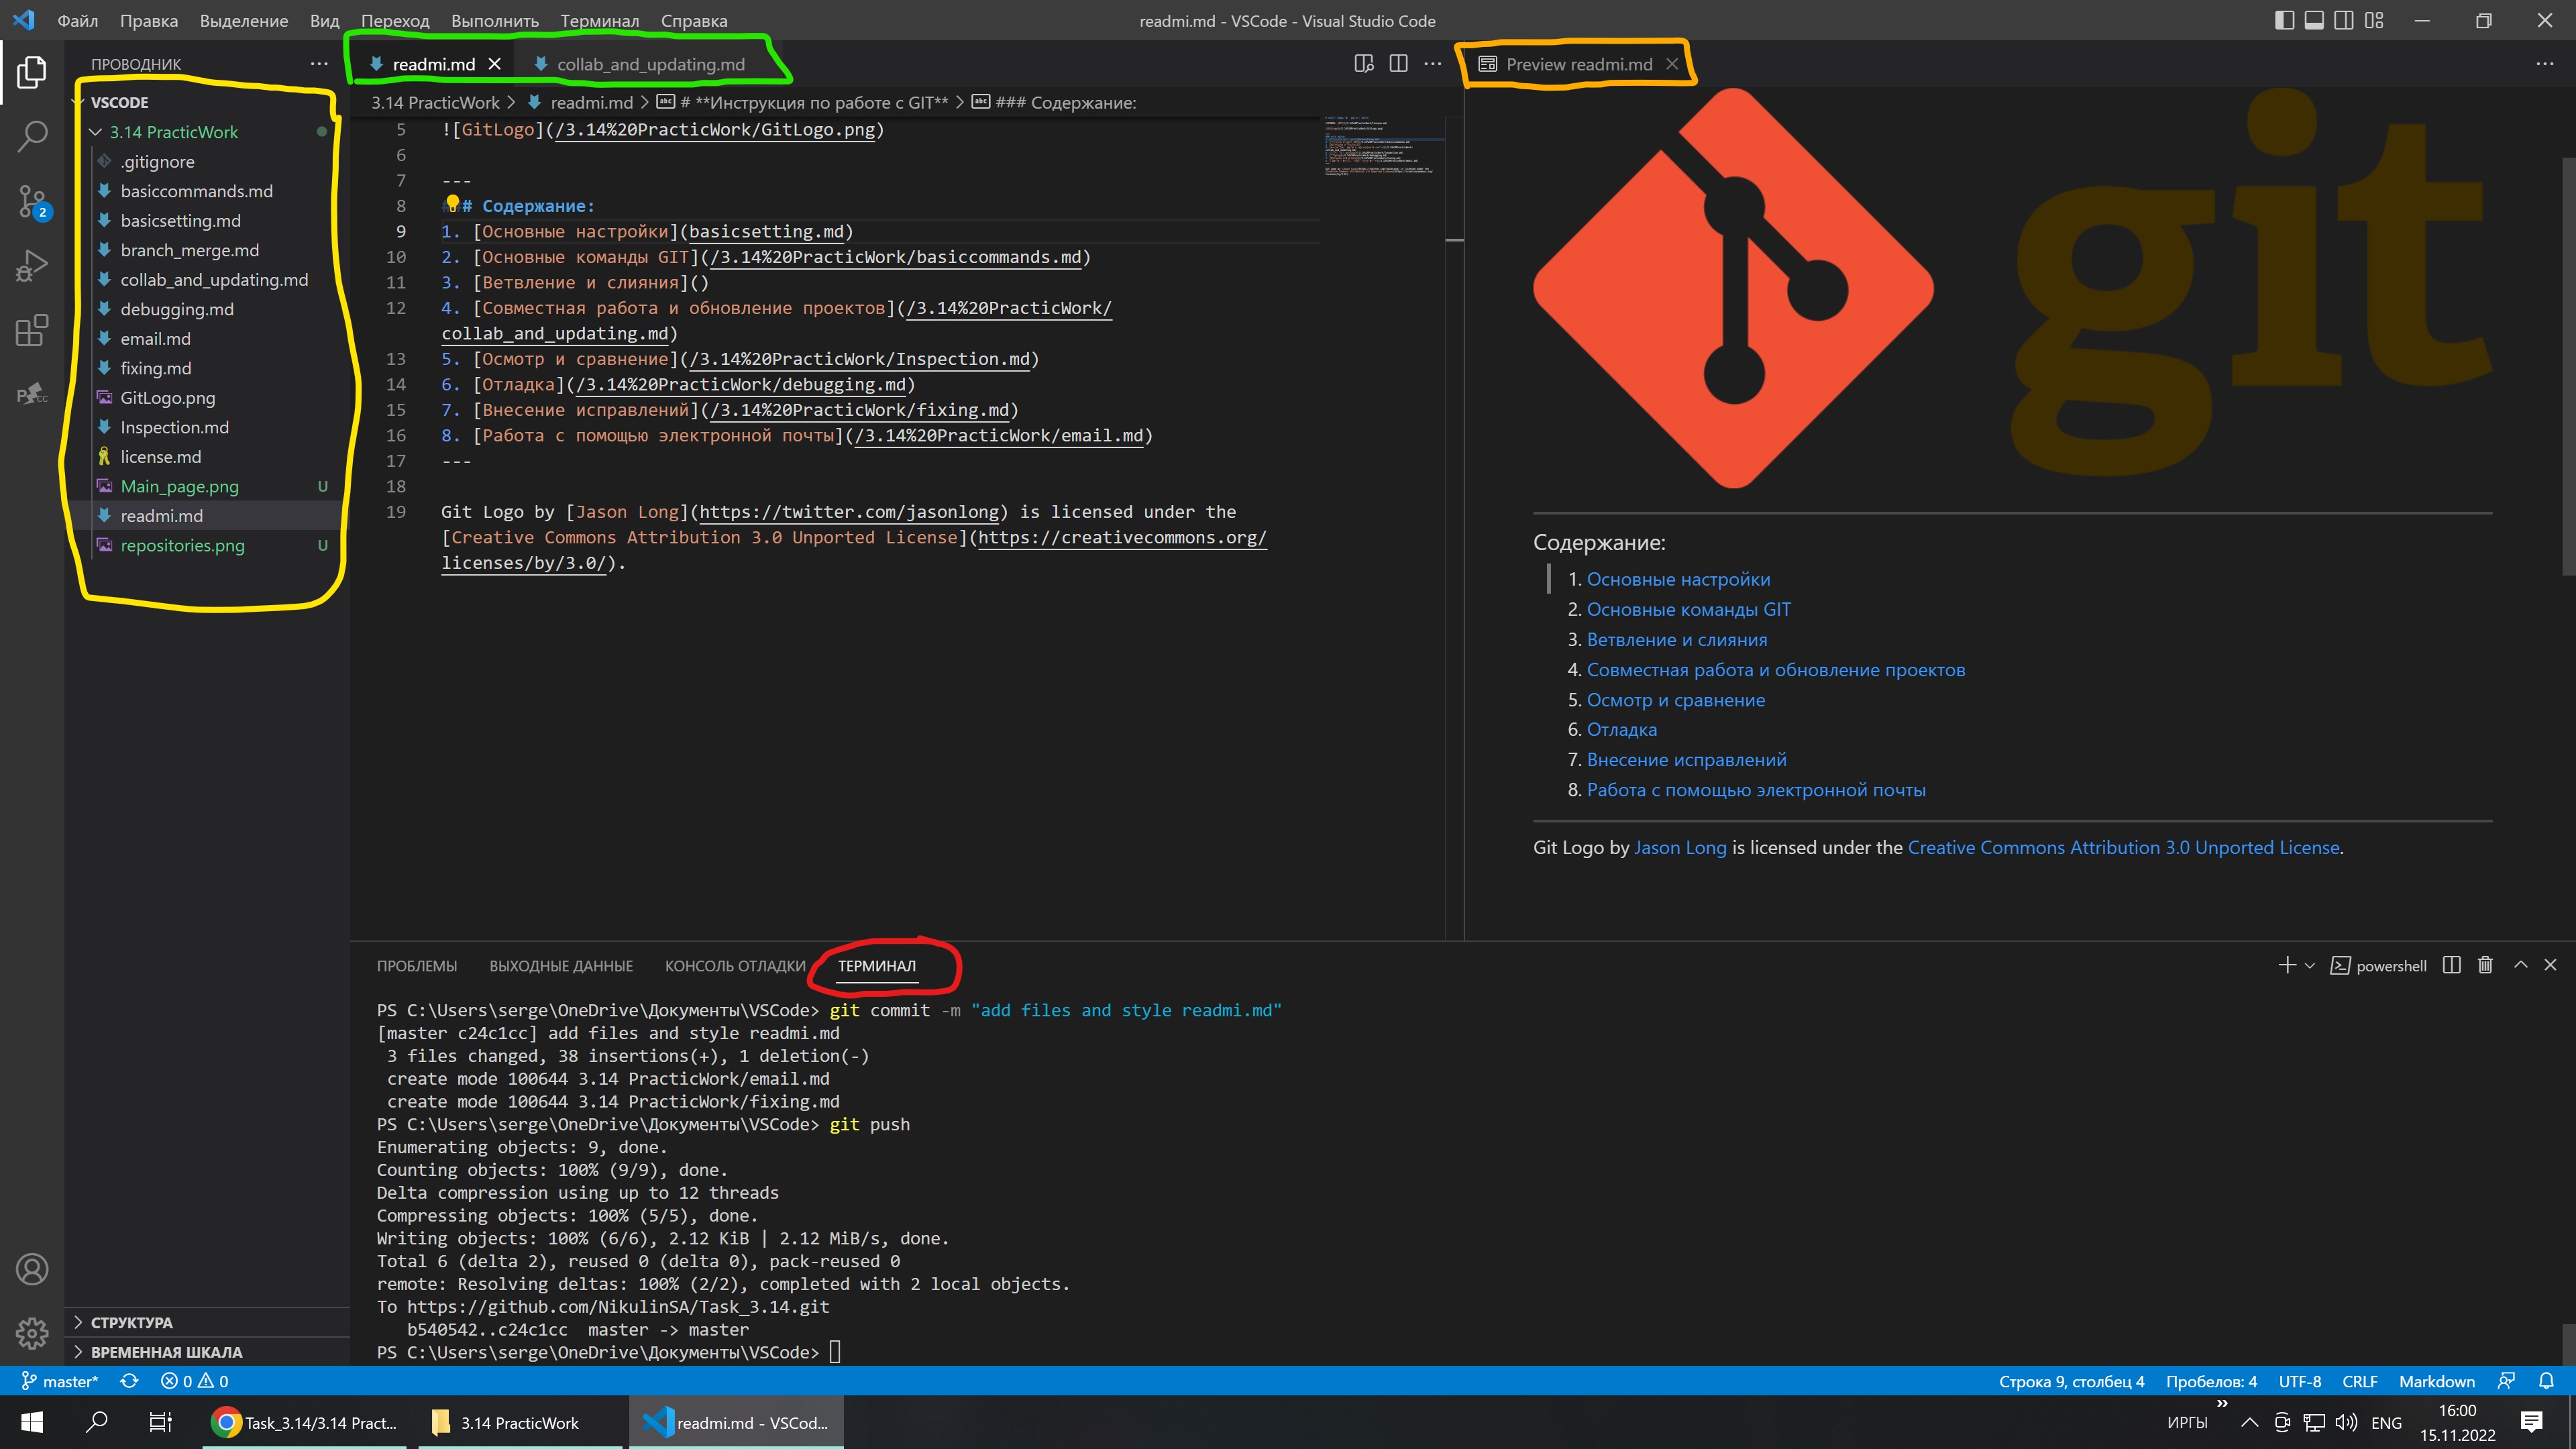 Файл Правка Выделение Вид Переход Выполнить Терминал Справка
readmi.md - VSCode - Visual Studio Code
ПРОВОДНИК
VSCODE
3.14 PracticWork
.gitignore
basiccommands.md
basicsetting.md
branch_merge.md
collab_and_updating.md
debugging.md
email.md
fixing.md
GitLogo.png
Inspection.md
license.md
Main_page.png U
readmi.md
repositories.png U
СТРУКТУРА
ВРЕМЕННАЯ ШКАЛА
2
readmi.md
collab_and_updating.md
3.14 PracticWork > readmi.md > # **Инструкция по работе с GIT** > ### Содержание:
5 ![GitLogo](/3.14%20PracticWork/GitLogo.png)
6
7 ---
8 # Содержание:
9 1. [Основные настройки](basicsetting.md)
10 2. [Основные команды GIT](/3.14%20PracticWork/basiccommands.md)
11 3. [Ветвление и слияния]()
12 4. [Совместная работа и обновление проектов](/3.14%20PracticWork/
collab_and_updating.md)
13 5. [Осмотр и сравнение](/3.14%20PracticWork/Inspection.md)
14 6. [Отладка](/3.14%20PracticWork/debugging.md)
15 7. [Внесение исправлений](/3.14%20PracticWork/fixing.md)
16 8. [Работа с помощью электронной почты](/3.14%20PracticWork/email.md)
17 ---
18
19 Git Logo by [Jason Long](https://twitter.com/jasonlong) is licensed under the
[Creative Commons Attribution 3.0 Unported License](https://creativecommons.org/
licenses/by/3.0/).
Preview readmi.md
git
Содержание:
1. Основные настройки
2. Основные команды GIT
3. Ветвление и слияния
4. Совместная работа и обновление проектов
5. Осмотр и сравнение
6. Отладка
7. Внесение исправлений
8. Работа с помощью электронной почты
Git Logo by Jason Long is licensed under the Creative Commons Attribution 3.0 Unported License.
ПРОБЛЕМЫ ВЫХОДНЫЕ ДАННЫЕ КОНСОЛЬ ОТЛАДКИ ТЕРМИНАЛ
powershell
PS C:\Users\serge\OneDrive\Документы\VSCode> git commit -m "add files and style readmi.md"
[master c24c1cc] add files and style readmi.md
3 files changed, 38 insertions(+), 1 deletion(-)
create mode 100644 3.14 PracticWork/email.md
create mode 100644 3.14 PracticWork/fixing.md
PS C:\Users\serge\OneDrive\Документы\VSCode> git push
Enumerating objects: 9, done.
Counting objects: 100% (9/9), done.
Delta compression using up to 12 threads
Compressing objects: 100% (5/5), done.
Writing objects: 100% (6/6), 2.12 KiB | 2.12 MiB/s, done.
Total 6 (delta 2), reused 0 (delta 0), pack-reused 0
remote: Resolving deltas: 100% (2/2), completed with 2 local objects.
To https://github.com/NikulinSA/Task_3.14.git
b540542..c24c1cc master -> master
PS C:\Users\serge\OneDrive\Документы\VSCode>
master* 0 0
Строка 9, столбец 4 Пробелов: 4 UTF-8 CRLF Markdown
Task_3.14/3.14 Pract...
3.14 PracticWork
readmi.md - VSCod...
ИРГЫ
ENG
16:00
15.11.2022